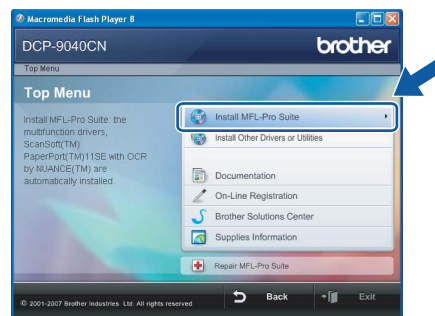 Macromedia Flash Player 8
DCP-9040CN
brother
Top Menu
Top Menu
Install MFL-Pro Suite: the
multifunction drivers,
ScanSoft(TM)
PaperPort(TM)11SE with OCR
by NUANCE(TM) are
automatically installed.
Install MFL-Pro Suite
Install Other Drivers or Utilities
Documentation
On-Line Registration
Brother Solutions Center
Supplies Information
Repair MFL-Pro Suite
© 2001-2007 Brother Industries Ltd. All rights reserved
Back
Exit